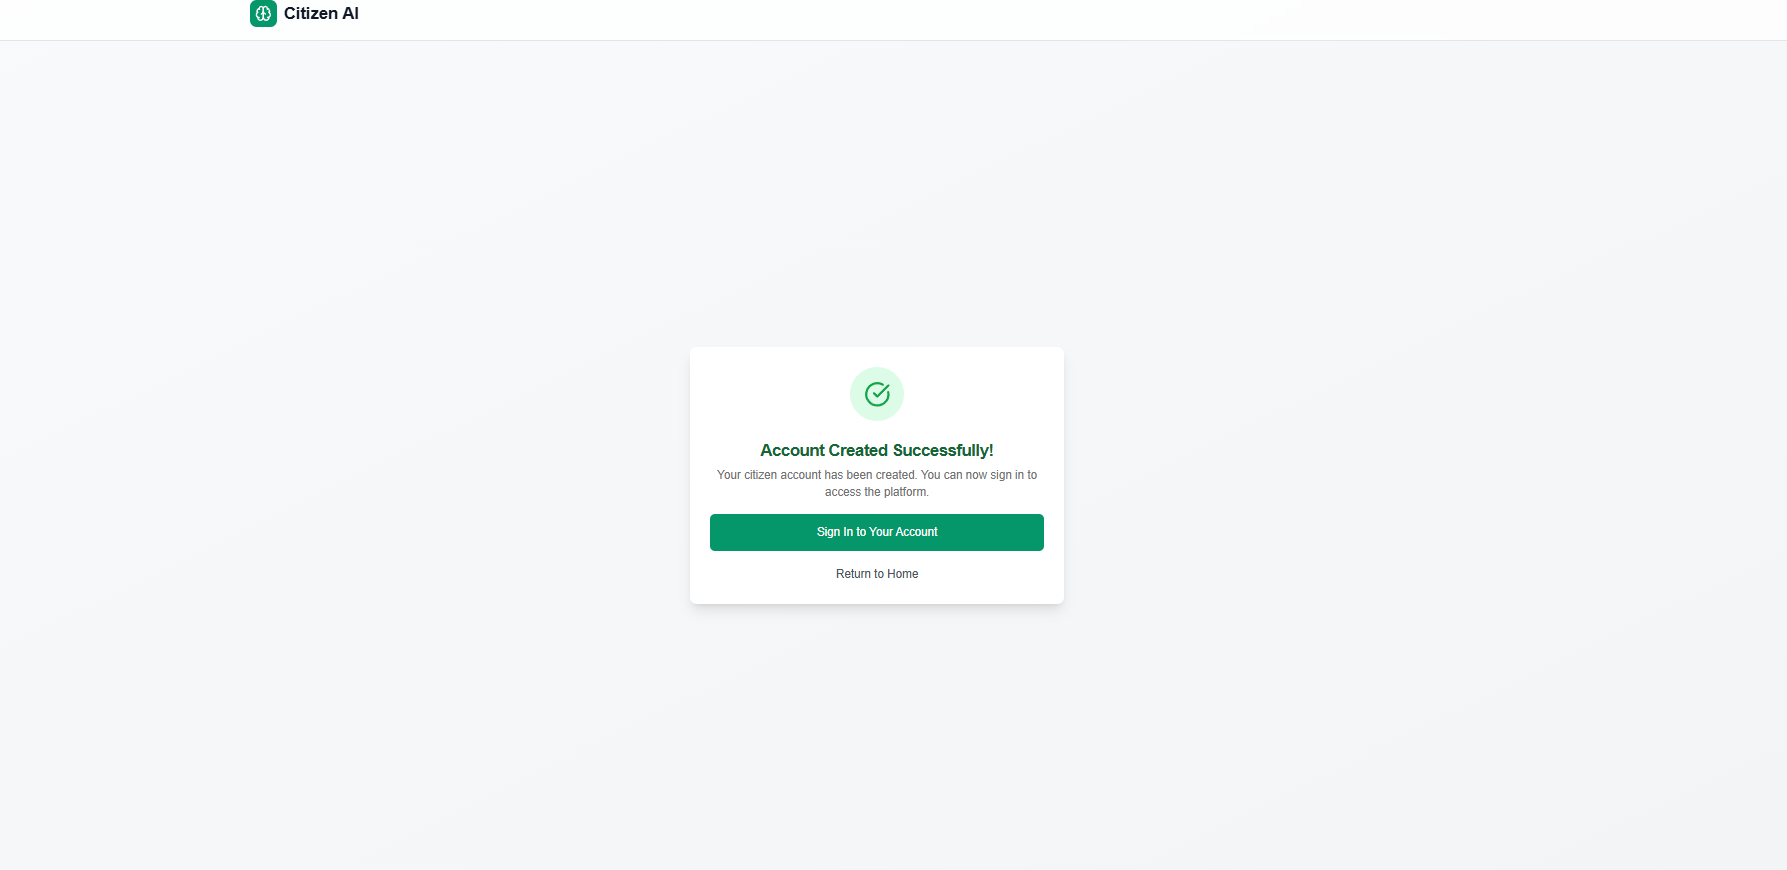 Citizen AI
Account Created Successfully!
Your citizen account has been created. You can now sign in to
access the platform.
Sign In to Your Account
Return to Home